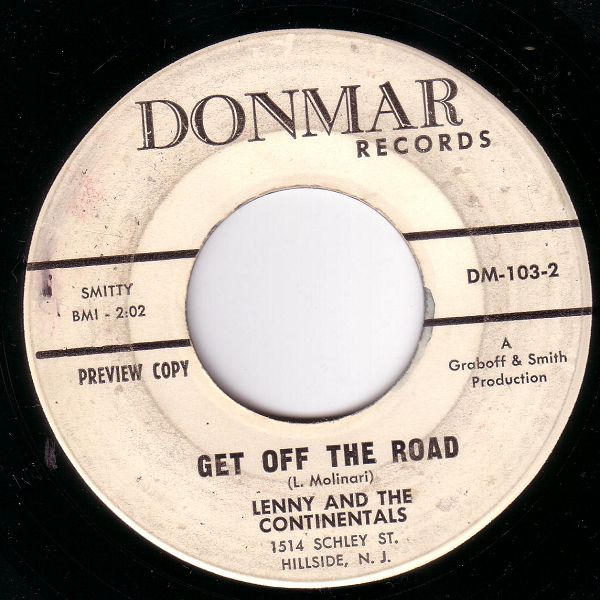 DONMAR
RECORDS
SMITTY
BMI - 2:02
DM-103-2
PREVIEW COPY
A
Graboff & Smith
Production
GET OFF THE ROAD
(L. Molinari)
LENNY AND THE
CONTINENTALS
1514 SCHLEY ST.
HILLSIDE, N. J.